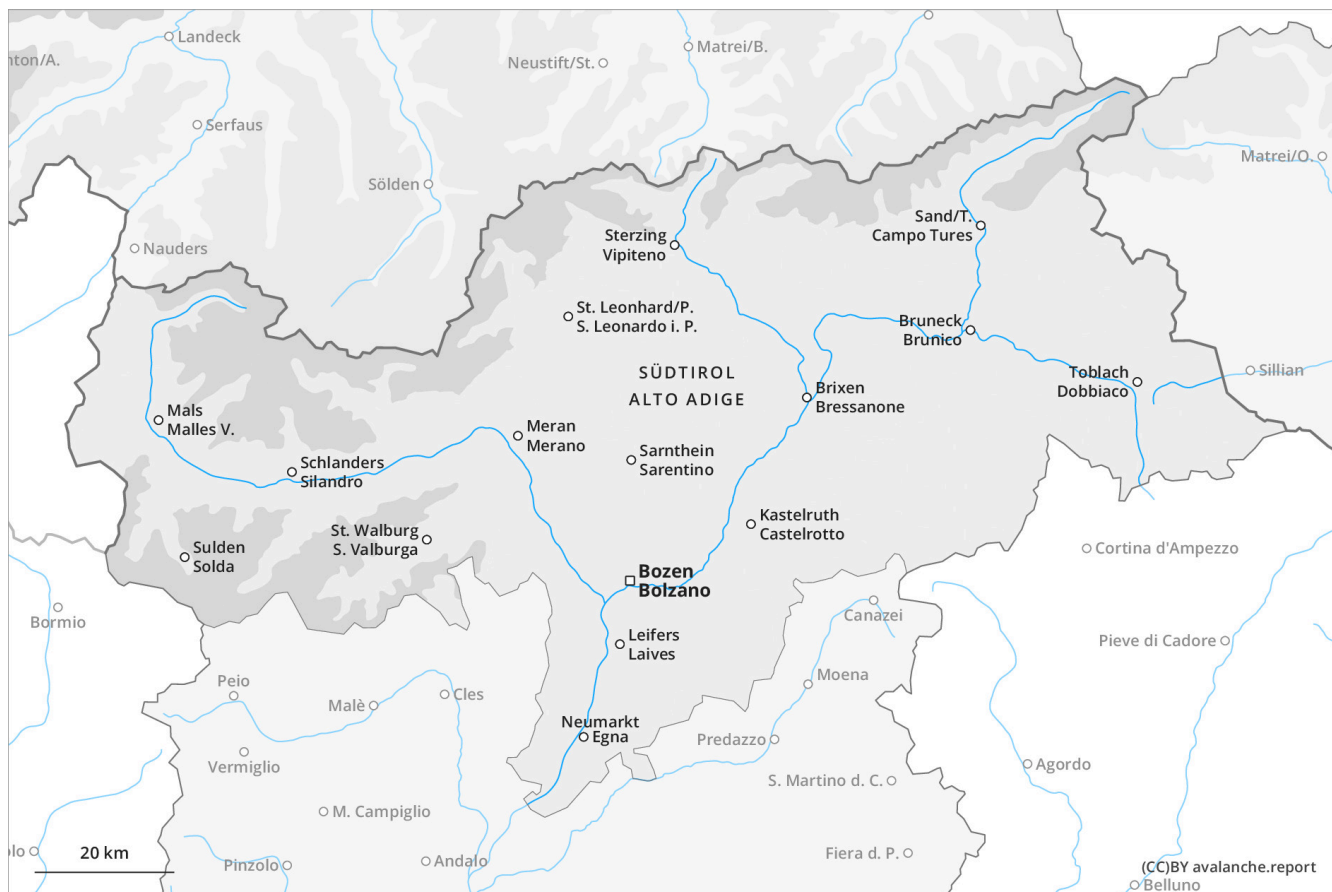 Landeck
nton/A.
Neustift/St.
Matrei/B.
Serfaus
Matrei/O.
Sölden
Nauders
Sterzing
Vipiteno
Sand/T.
Campo Tures
St. Leonhard/P.
S. Leonardo i. P.
Bruneck
Brunico
SÜDTIROL
ALTO ADIGE
Toblach
Dobbiaco
Sillian
Brixen
Bressanone
Mals
Malles V.
Meran
Merano
Sarnthein
Sarentino
Schlanders
Silandro
Kastelruth
Castelrotto
St. Walburg
S. Valburga
Sulden
Solda
Cortina d'Ampezzo
Bozen
Bolzano
Bormio
Canazei
Leifers
Laives
Pieve di Cadore
Peio
Malè
Cles
Moena
Neumarkt
Egna
Predazzo
Vermiglio
Agordo
S. Martino d. C.
M. Campiglio
olo
20 km
Pinzolo
Andalo
Fiera d. P.
(CC)BY avalanche.report
Belluno